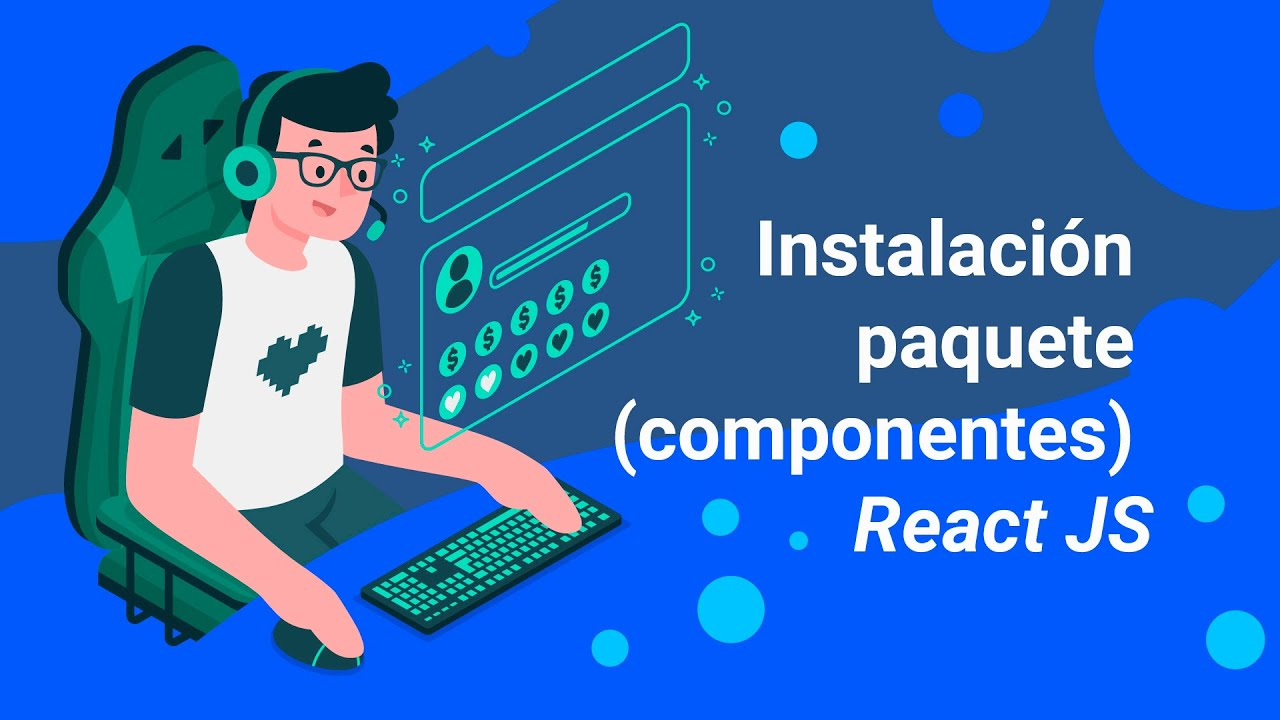 Instalación
paquete
(componentes)
React JS